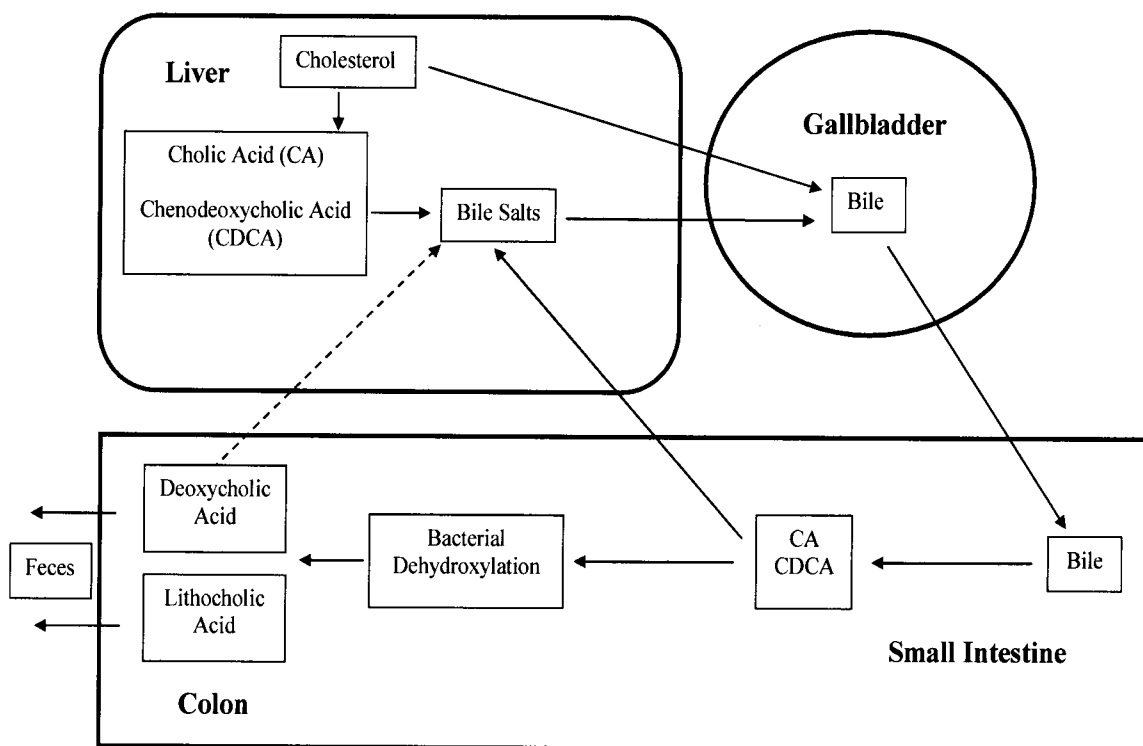 Liver
Cholesterol
Gallbladder
Cholic Acid (CA)
Chenodeoxycholic Acid
(CDCA)
Bile Salts
Bile
Deoxycholic
Acid
Bacterial
Dehydroxylation
CA
CDCA
Bile
Feces
Lithocholic
Acid
Small Intestine
Colon